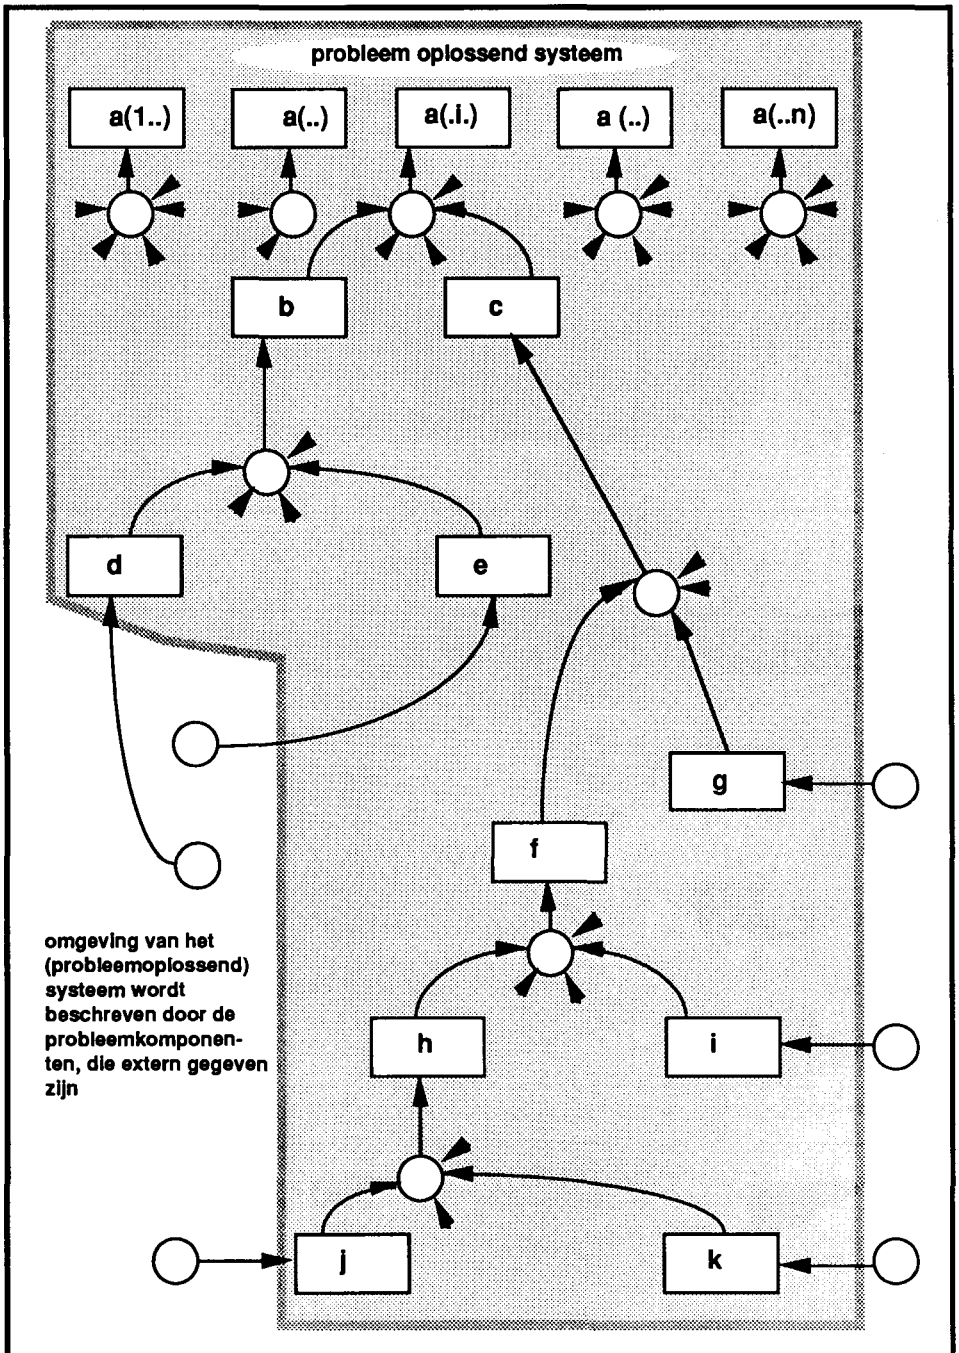 probleem oplossend systeem
a(1..)
a(..)
a(.i.)
a (..)
a(..n)
b
c
d
e
g
f
omgeving van het
(probleemoplossend)
systeem wordt
beschreven door de
probleemkomponen-
ten, die extern gegeven
zijn
h
i
j
k